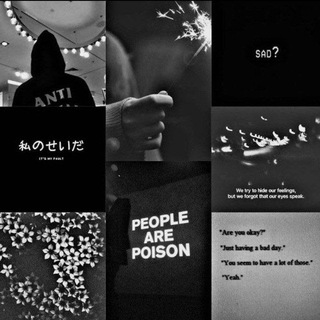 ANTI
SAD?
私のせいだ
IT'S MY FAULT
We try to hide our feelings,
but we forgot that our eyes speak.
PEOPLE
ARE
POISON
"Are you okay?"
"Just having a bad day."
"You seem to have a lot of those."
"Yeah."